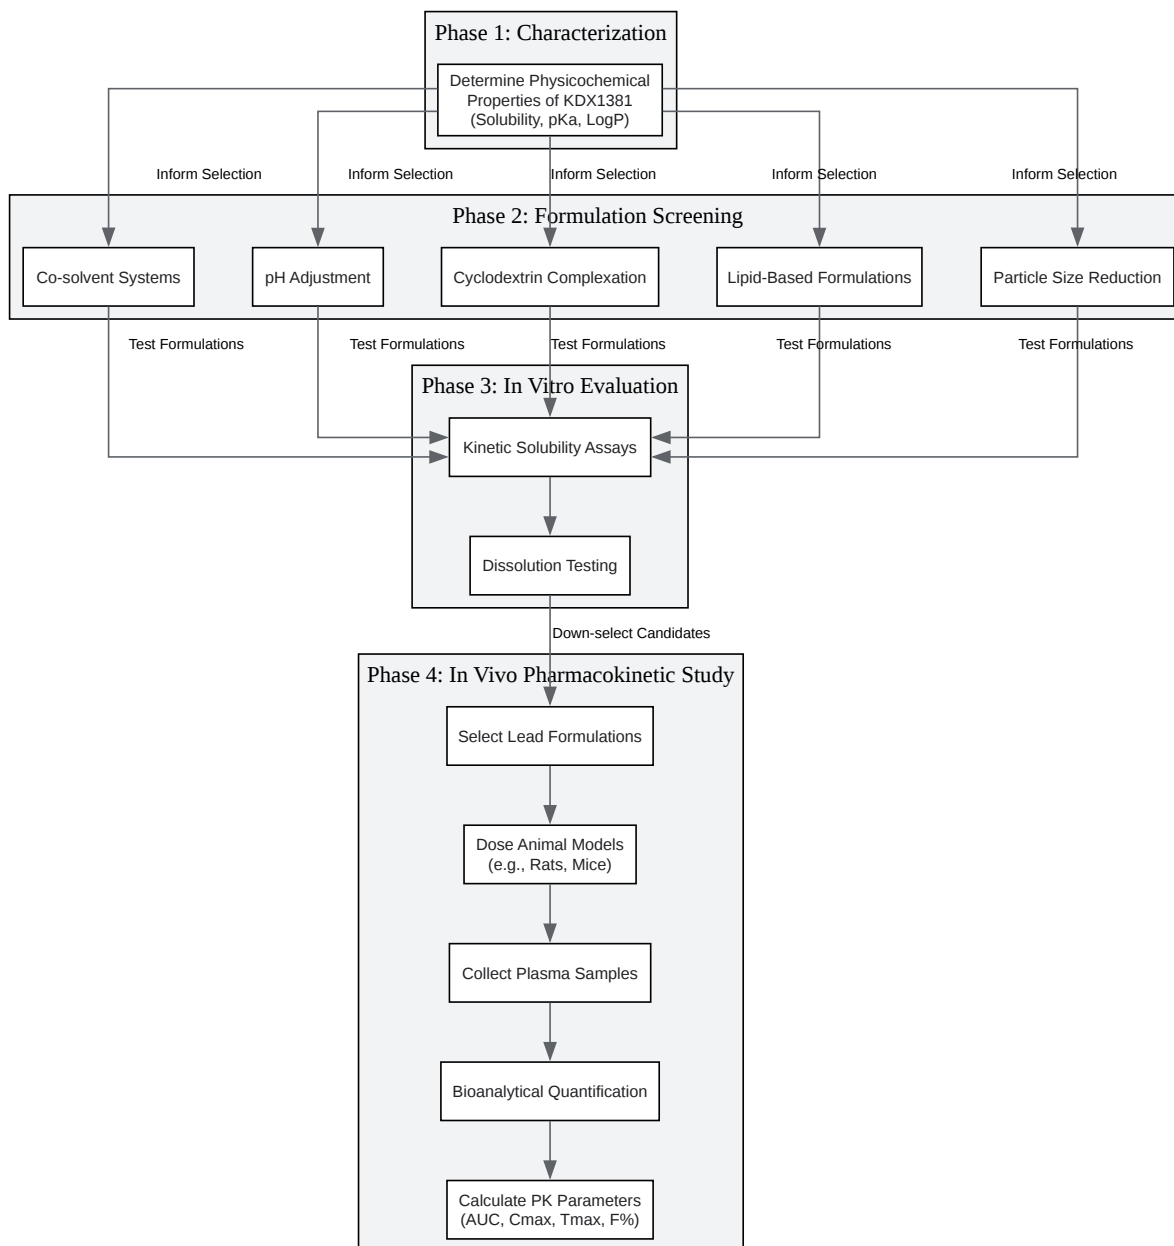 Phase 1: Characterization
Determine Physicochemical
Properties of KDX1381
(Solubility, pKa, LogP)
Inform Selection
Inform Selection
Inform Selection
Inform Selection
Inform Selection
Phase 2: Formulation Screening
Co-solvent Systems
pH Adjustment
Cyclodextrin Complexation
Lipid-Based Formulations
Particle Size Reduction
Test Formulations
Test Formulations
Test Formulations
Test Formulations
Test Formulations
Phase 3: In Vitro Evaluation
Kinetic Solubility Assays
Dissolution Testing
Down-select Candidates
Phase 4: In Vivo Pharmacokinetic Study
Select Lead Formulations
Dose Animal Models
(e.g., Rats, Mice)
Collect Plasma Samples
Bioanalytical Quantification
Calculate PK Parameters
(AUC, Cmax, Tmax, F%)